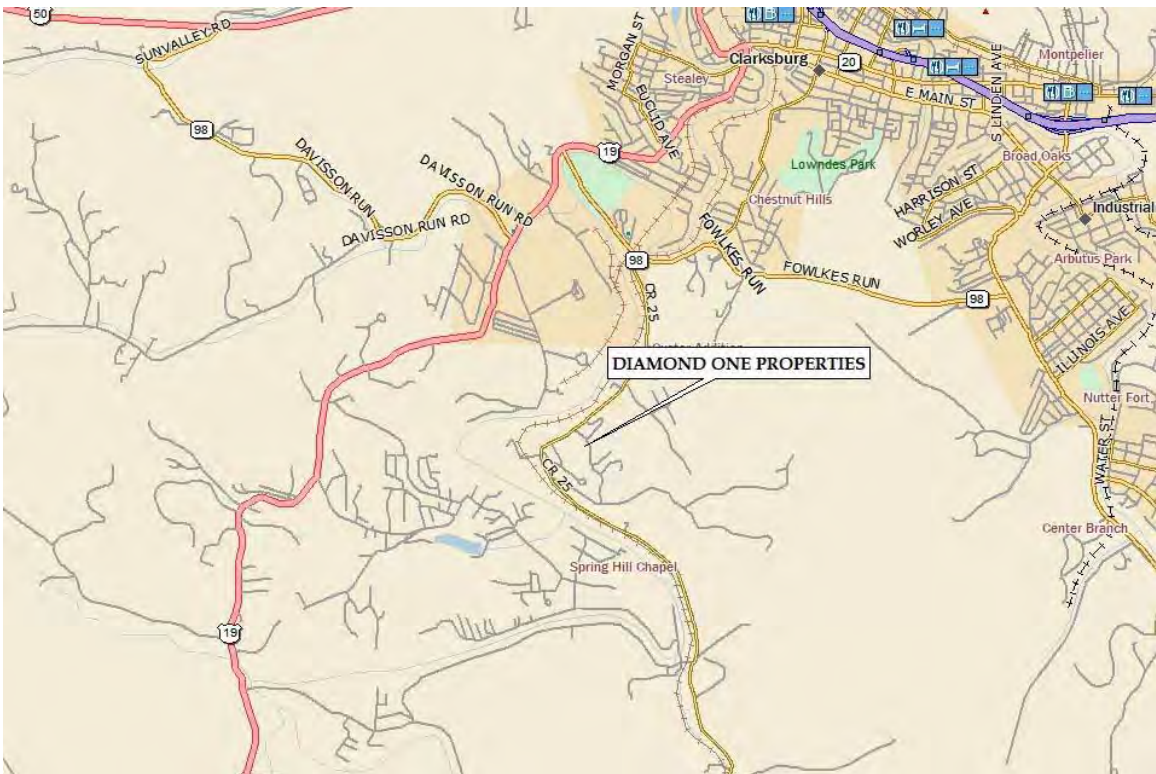 50
SUNVALLEY RD
MORGAN ST
Clarksburg
20
Montpelier
Stealey
EUCLID AVE
E MAIN ST
S LINDEN AVE
98
19
DAVISSON RUN
DAVISSON RUN RD
DAVISSON RUN RD
Lowndes Park
Broad Oaks
Chestnut Hills
HARRISON ST
WORLEY AVE
Industrial
FOWLKES RUN
98
FOWLKES RUN
98
Arbutus Park
CR 25
ILLINOIS AVE
DIAMOND ONE PROPERTIES
Nutter Fort,
WATER ST
CR 25
Center Branch
Spring Hill Chapel
19